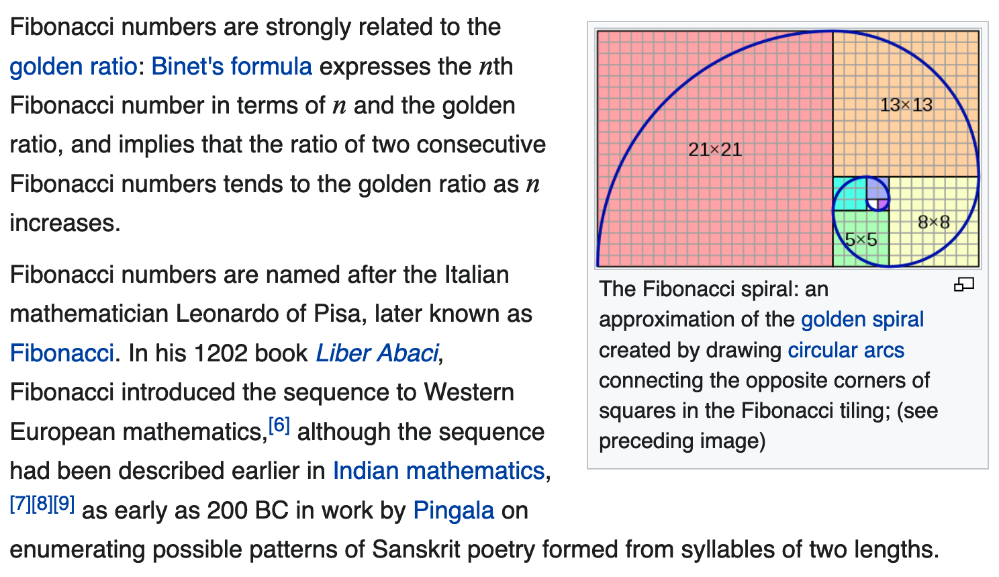 Fibonacci numbers are strongly related to the
golden ratio: Binet's formula expresses the nth
Fibonacci number in terms of n and the golden
ratio, and implies that the ratio of two consecutive
Fibonacci numbers tends to the golden ratio as n
increases.
Fibonacci numbers are named after the Italian
mathematician Leonardo of Pisa, later known as
Fibonacci. In his 1202 book Liber Abaci,
Fibonacci introduced the sequence to Western
European mathematics,[6] although the sequence
had been described earlier in Indian mathematics,
[7][8][9] as early as 200 BC in work by Pingala on
enumerating possible patterns of Sanskrit poetry formed from syllables of two lengths.
13×13
21×21
8×8
5×5
The Fibonacci spiral: an
approximation of the golden spiral
created by drawing circular arcs
connecting the opposite corners of
squares in the Fibonacci tiling; (see
preceding image)